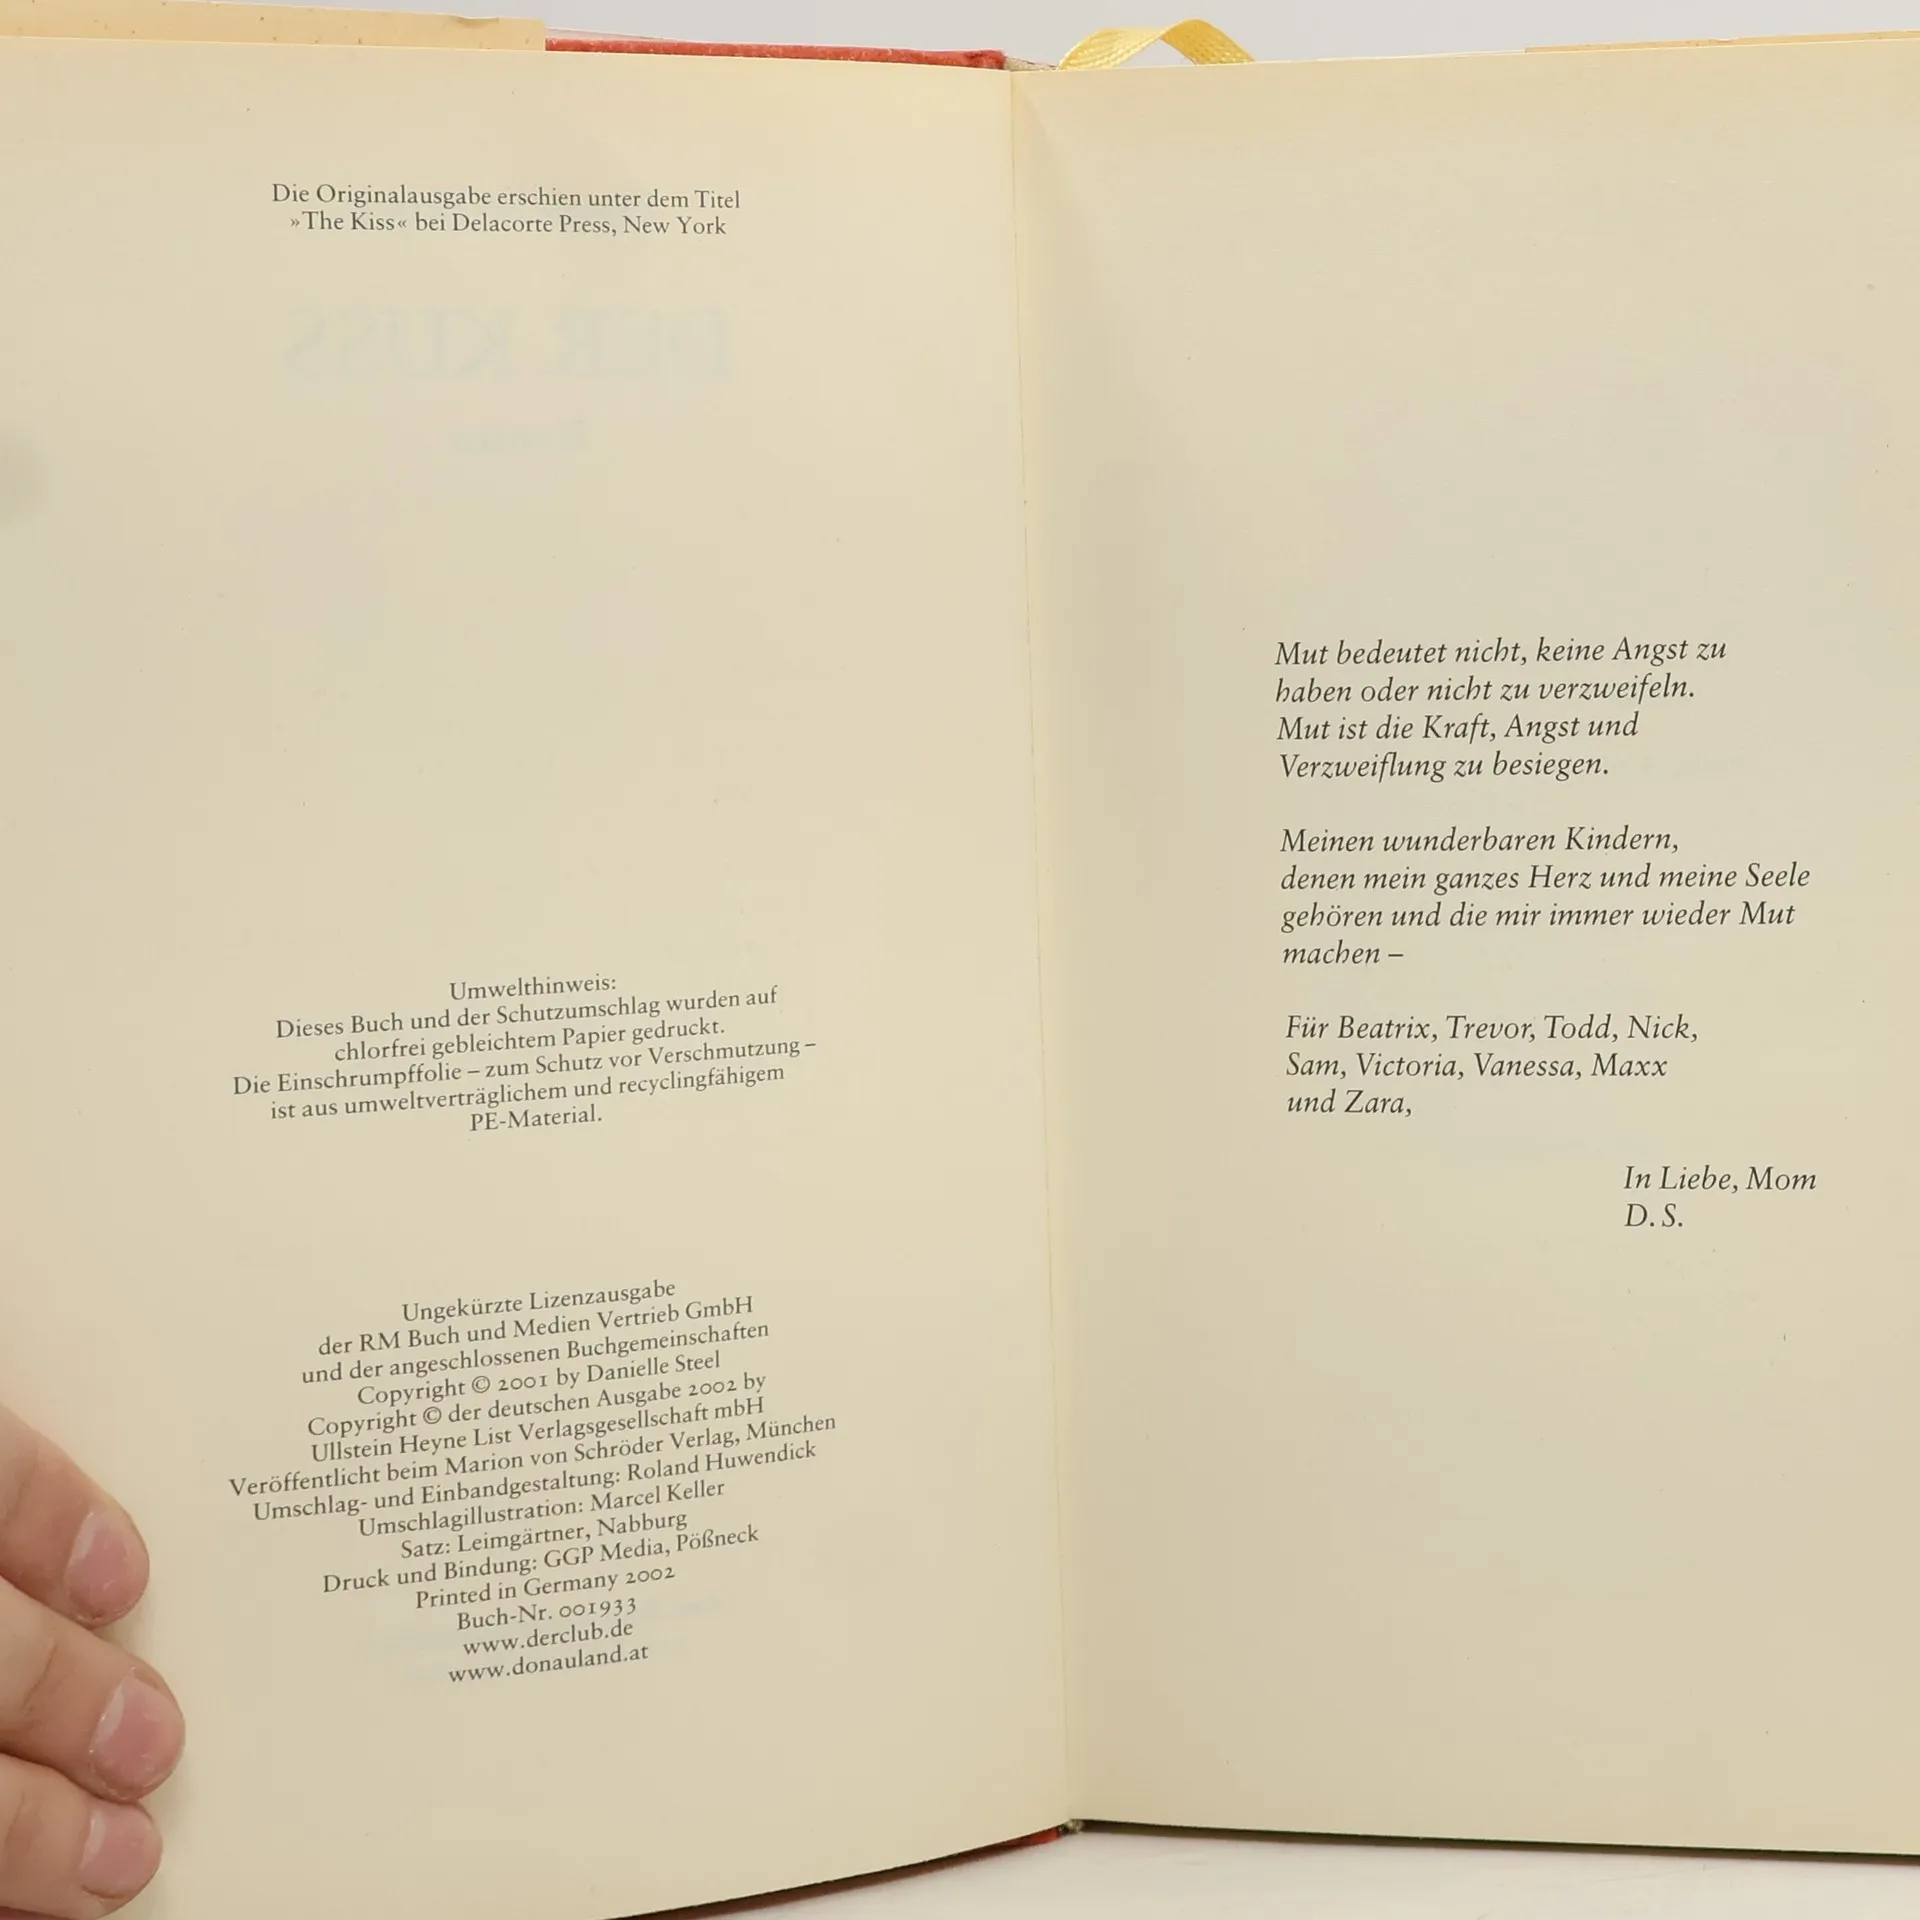 Die Originalausgabe erschien unter dem Titel
»The Kiss« bei Delacorte Press, New York
DER KUSS
Umwelthinweis:
Dieses Buch und der Schutzumschlag wurden auf
chlorfrei gebleichtem Papier gedruckt.
Die Einschrumpffolie – zum Schutz vor Verschmutzung –
ist aus umweltverträglichem und recyclingfähigem
PE-Material.
Ungekürzte Lizenzausgabe
der RM Buch und Medien Vertrieb GmbH
und der angeschlossenen Buchgemeinschaften
Copyright © 2001 by Danielle Steel
Copyright © der deutschen Ausgabe 2002 by
Ullstein Heyne List Verlagsgesellschaft mbH
Veröffentlicht beim Marion von Schröder Verlag, München
Umschlag- und Einbandgestaltung: Roland Huwendick
Umschlagillustration: Marcel Keller
Satz: Leimgärtner, Nabburg
Druck und Bindung: GGP Media, Pößneck
Printed in Germany 2002
Buch-Nr. 001933
www.derclub.de
www.donauland.at
Mut bedeutet nicht, keine Angst zu
haben oder nicht zu verzweifeln.
Mut ist die Kraft, Angst und
Verzweiflung zu besiegen.
Meinen wunderbaren Kindern,
denen mein ganzes Herz und meine Seele
gehören und die mir immer wieder Mut
machen –
Für Beatrix, Trevor, Todd, Nick,
Sam, Victoria, Vanessa, Maxx
und Zara,
In Liebe, Mom
D. S.